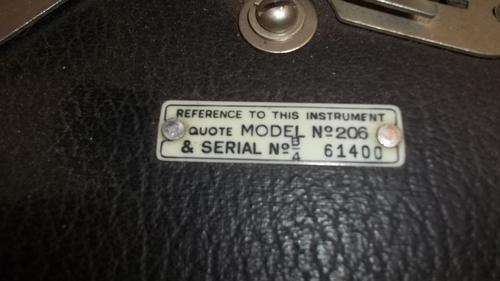 REFERENCE TO THIS INSTRUMENT
QUOTE MODEL No 206
& SERIAL No B/4 61400